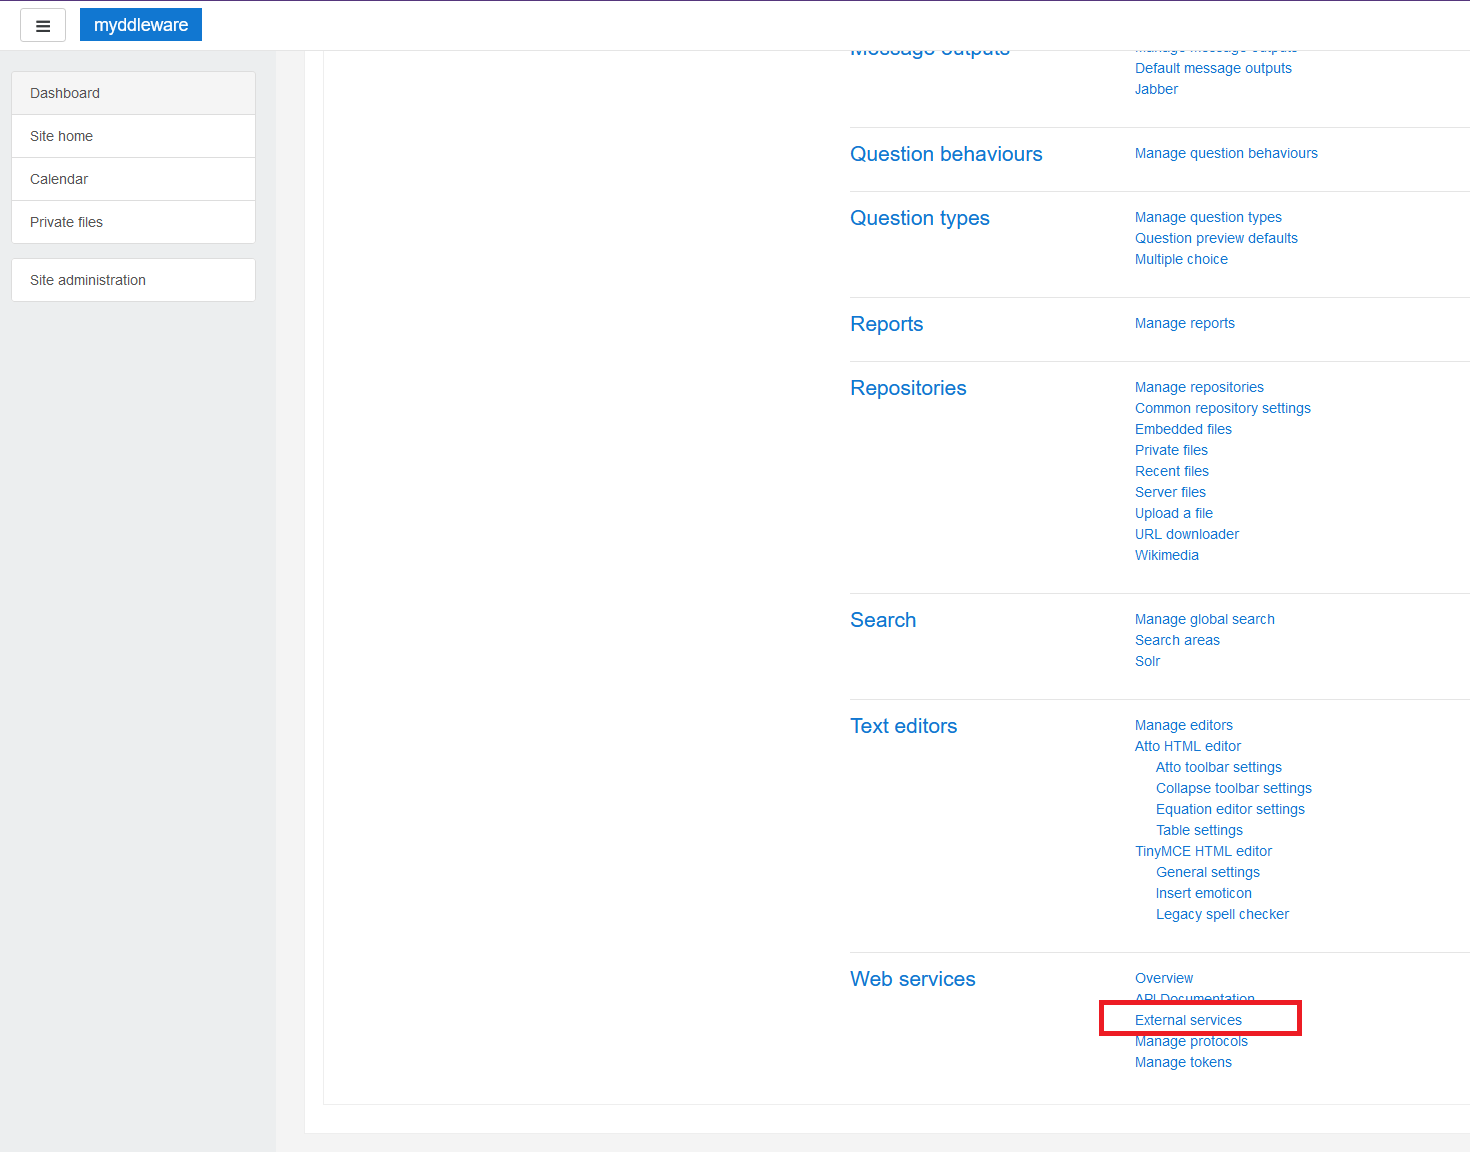 myddleware
Dashboard
Site home
Calendar
Private files
Site administration
Message outputs
Manage message outputs
Default message outputs
Jabber
Question behaviours
Manage question behaviours
Question types
Manage question types
Question preview defaults
Multiple choice
Reports
Manage reports
Repositories
Manage repositories
Common repository settings
Embedded files
Private files
Recent files
Server files
Upload a file
URL downloader
Wikimedia
Search
Manage global search
Search areas
Solr
Text editors
Manage editors
Atto HTML editor
Atto toolbar settings
Collapse toolbar settings
Equation editor settings
Table settings
TinyMCE HTML editor
General settings
Insert emoticon
Legacy spell checker
Web services
Overview
API Documentation
External services
Manage protocols
Manage tokens